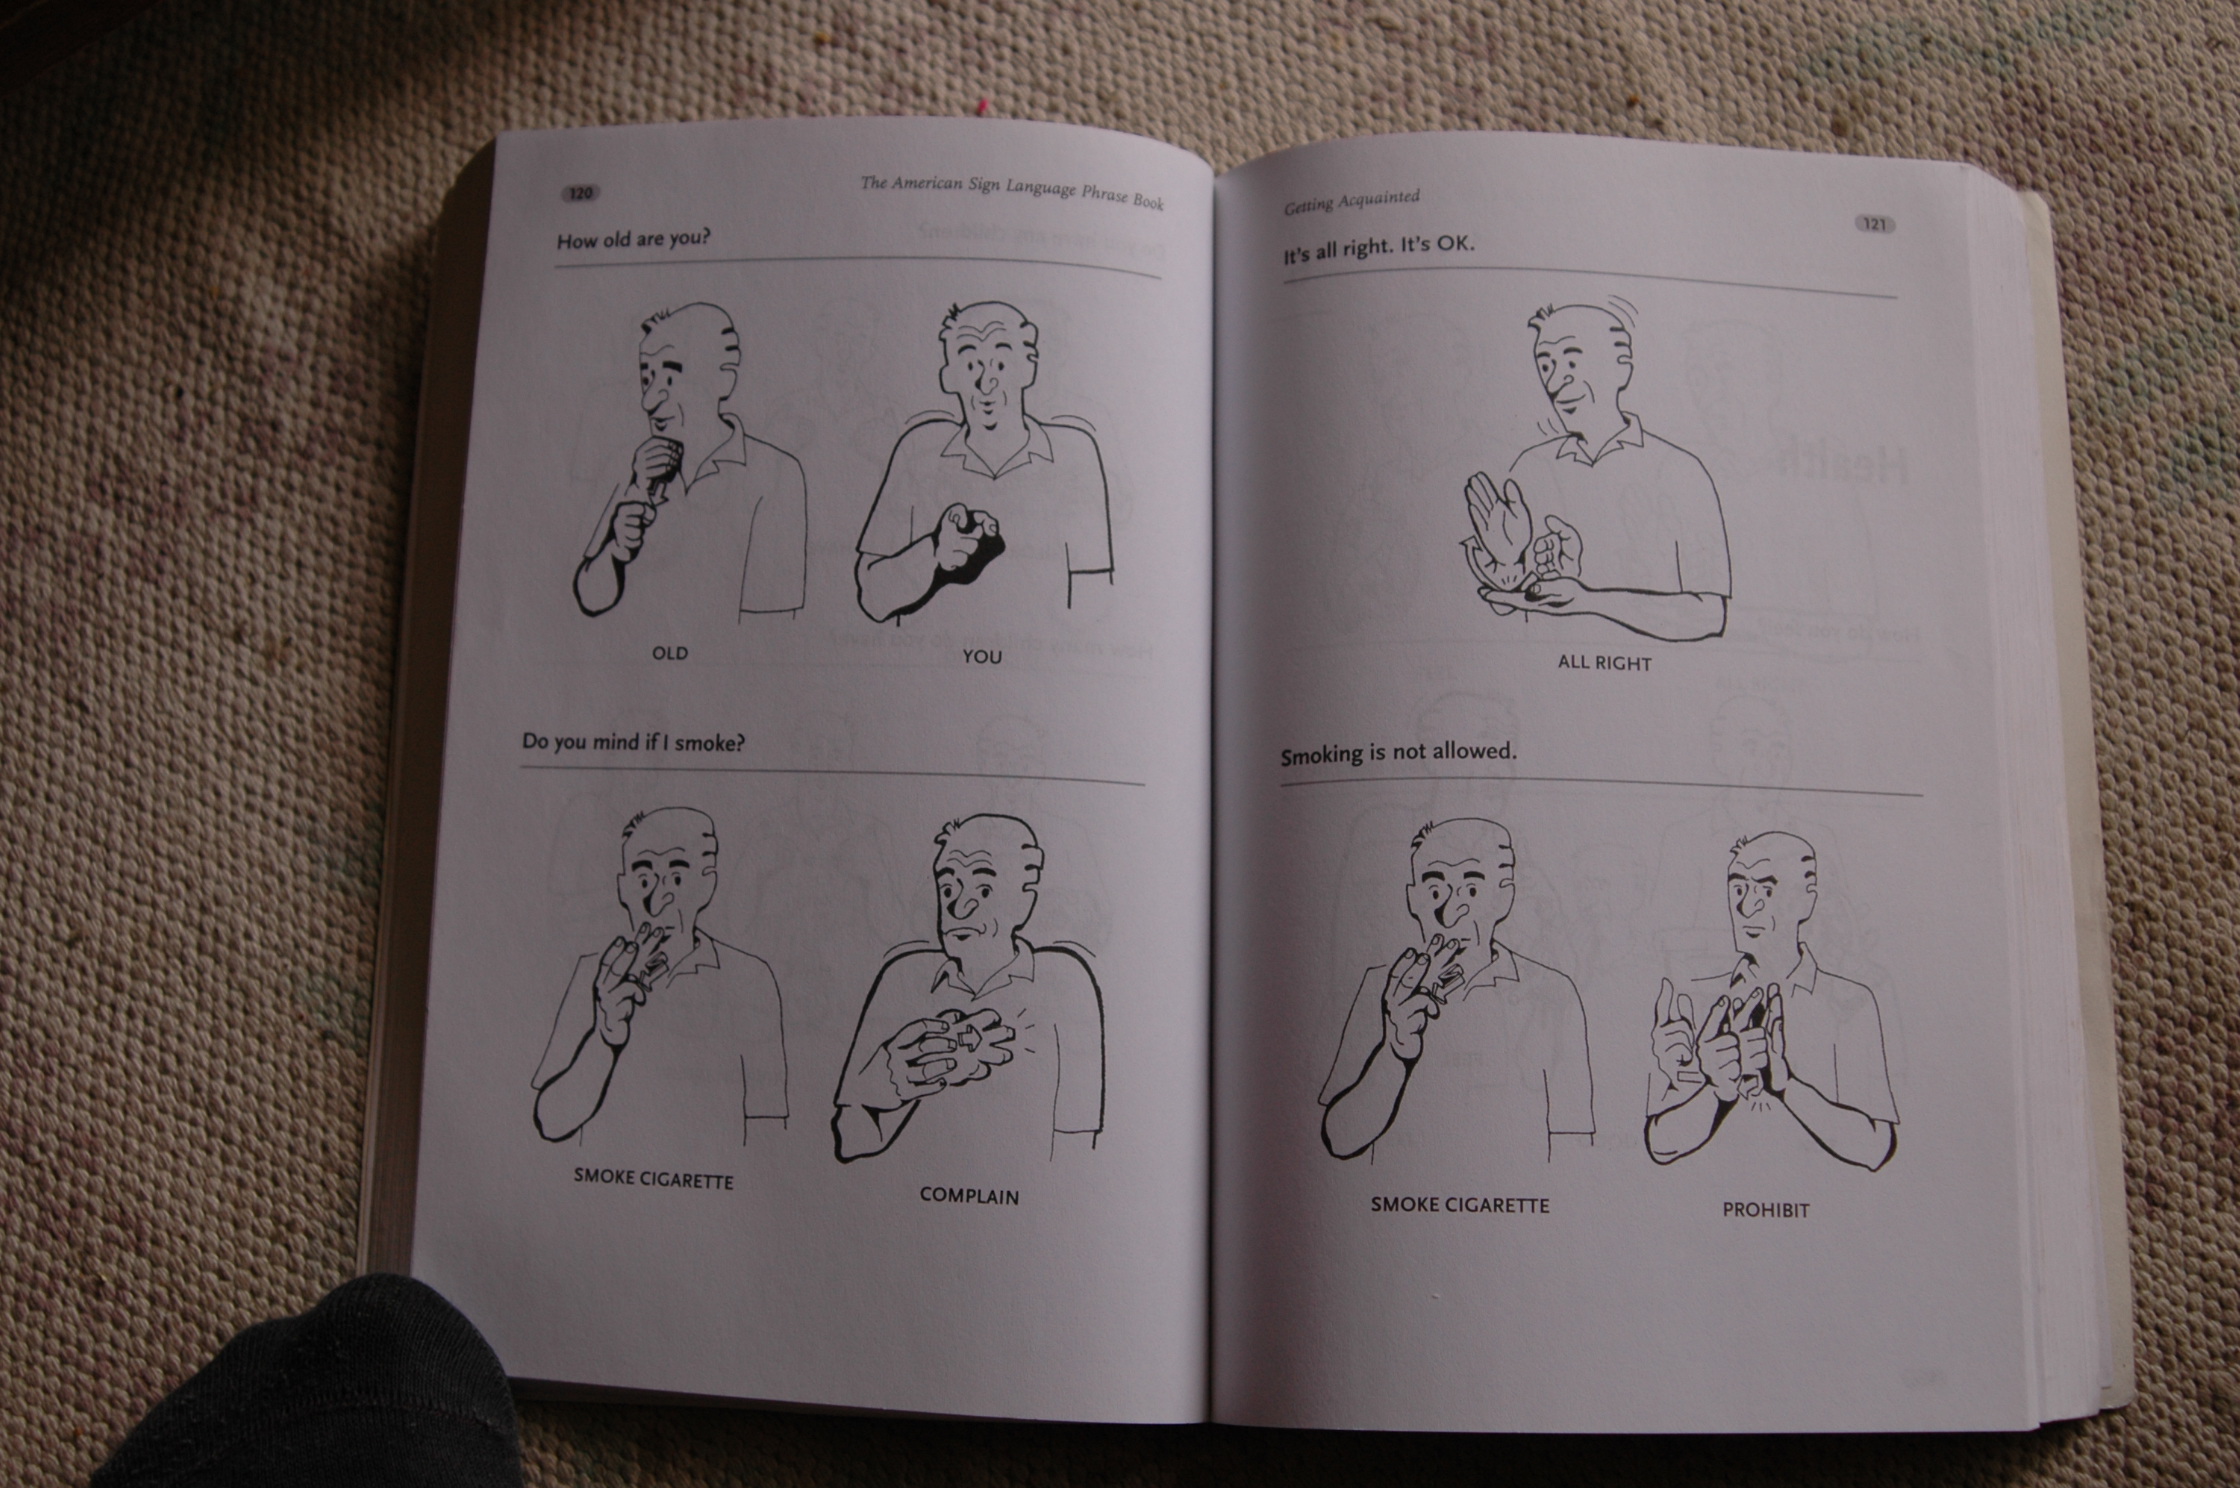 120
The American Sign Language Phrase Book
How old are you?
OLD
YOU
Do you mind if I smoke?
SMOKE CIGARETTE
COMPLAIN
Getting Acquainted
121
It's all right. It's OK.
ALL RIGHT
Smoking is not allowed.
SMOKE CIGARETTE
PROHIBIT
Health